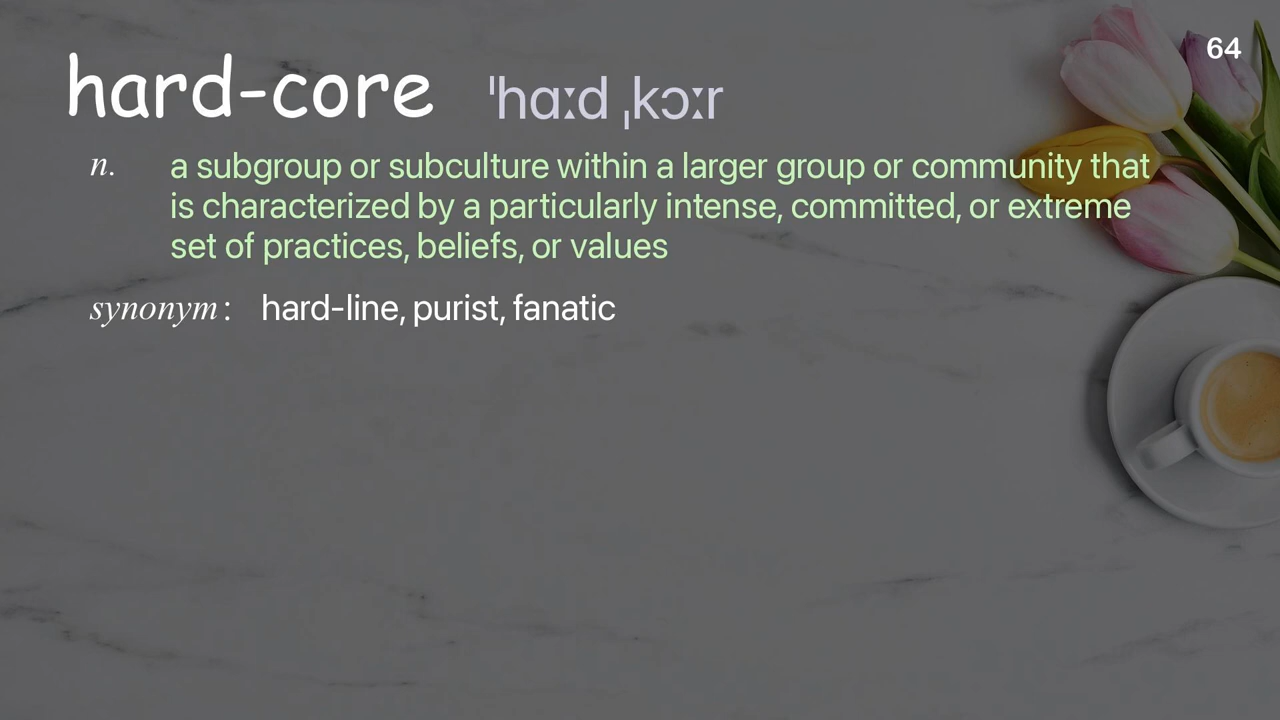 64
hard-core ˈhɑːd ˌkɔːr
n. a subgroup or subculture within a larger group or community that
is characterized by a particularly intense, committed, or extreme
set of practices, beliefs, or values
synonym : hard-line, purist, fanatic